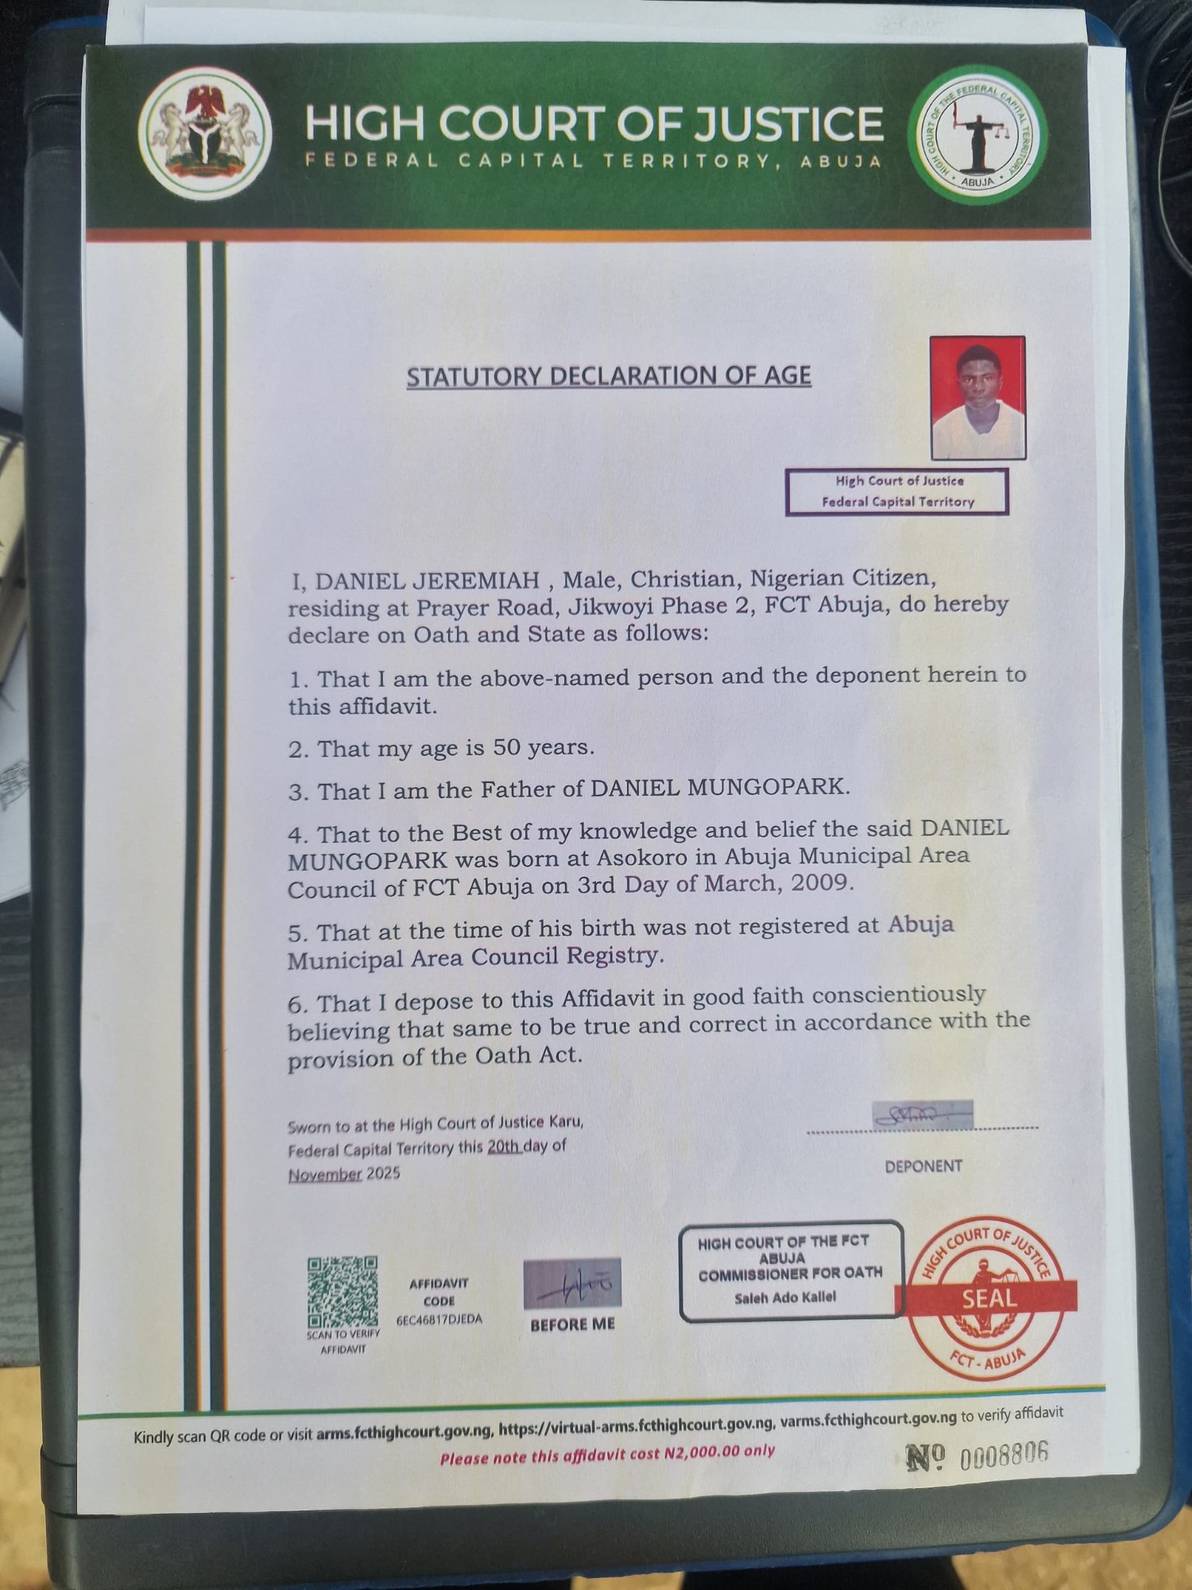 HIGH COURT OF JUSTICE
FEDERAL CAPITAL TERRITORY, ABUJA
HIGH COURT OF THE FEDERAL CAPITAL TERRITORY
ABUJA
STATUTORY DECLARATION OF AGE
High Court of Justice
Federal Capital Territory
I, DANIEL JEREMIAH , Male, Christian, Nigerian Citizen,
residing at Prayer Road, Jikwoyi Phase 2, FCT Abuja, do hereby
declare on Oath and State as follows:
1. That I am the above-named person and the deponent herein to
this affidavit.
2. That my age is 50 years.
3. That I am the Father of DANIEL MUNGOPARK.
4. That to the Best of my knowledge and belief the said DANIEL
MUNGOPARK was born at Asokoro in Abuja Municipal Area
Council of FCT Abuja on 3rd Day of March, 2009.
5. That at the time of his birth was not registered at Abuja
Municipal Area Council Registry.
6. That I depose to this Affidavit in good faith conscientiously
believing that same to be true and correct in accordance with the
provision of the Oath Act.
Sworn to at the High Court of Justice Karu,
Federal Capital Territory this 20th day of
November 2025
DEPONENT
SCAN TO VERIFY
AFFIDAVIT
AFFIDAVIT
CODE
6EC46817DJEDA
BEFORE ME
HIGH COURT OF THE FCT
ABUJA
COMMISSIONER FOR OATH
Saleh Ado Kallel
HIGH COURT OF JUSTICE
SEAL
FCT - ABUJA
Kindly scan QR code or visit arms.fcthighcourt.gov.ng, https://virtual-arms.fcthighcourt.gov.ng, varms.fcthighcourt.gov.ng to verify affidavit
Please note this affidavit cost N2,000.00 only
Nº 0008806